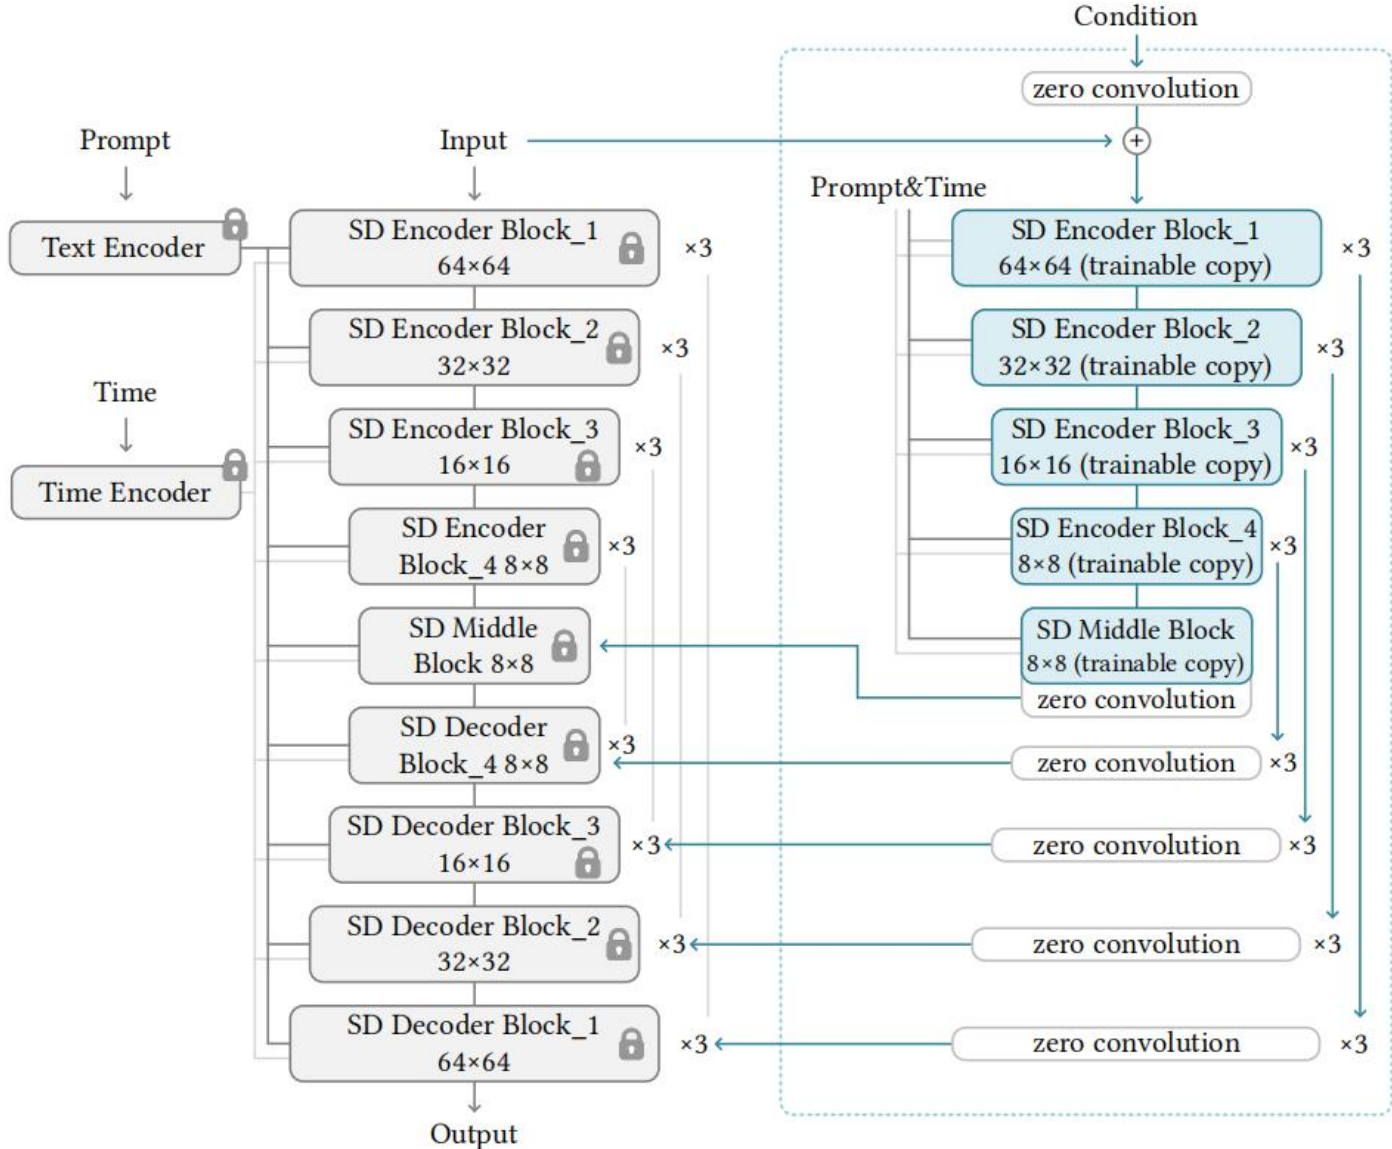 Condition
zero convolution
Prompt
Input
+
Prompt&Time
Text Encoder
SD Encoder Block_1
64×64
×3
SD Encoder Block_1
64×64 (trainable copy)
×3
SD Encoder Block_2
32×32
×3
SD Encoder Block_2
32×32 (trainable copy)
×3
Time
SD Encoder Block_3
16×16
×3
SD Encoder Block_3
16×16 (trainable copy)
×3
Time Encoder
SD Encoder
Block_4 8×8
×3
SD Encoder Block_4
8×8 (trainable copy)
×3
SD Middle
Block 8×8
SD Middle Block
8×8 (trainable copy)
zero convolution
SD Decoder
Block_4 8×8
×3
zero convolution
×3
SD Decoder Block_3
16×16
×3
zero convolution
×3
SD Decoder Block_2
32×32
×3
zero convolution
×3
SD Decoder Block_1
64×64
×3
zero convolution
×3
Output